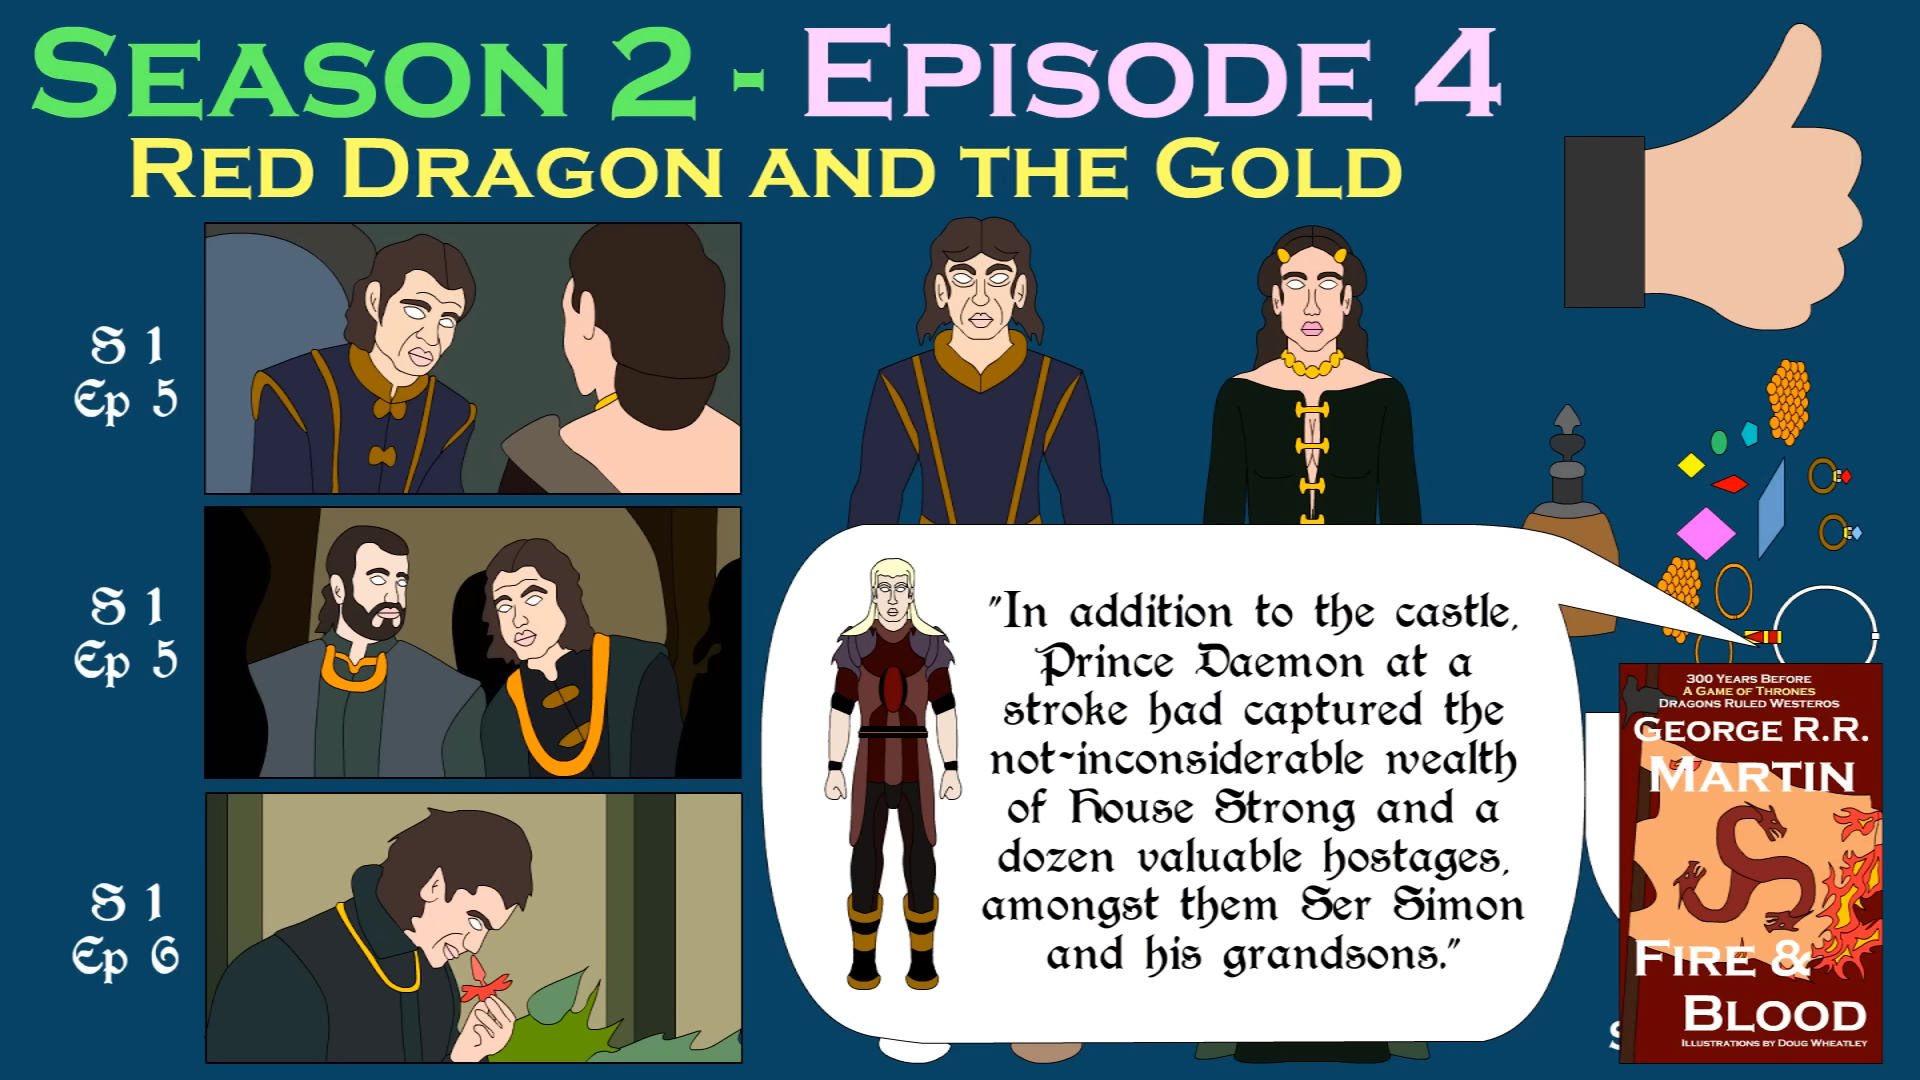 SEASON 2 - EPISODE 4
RED DRAGON AND THE GOLD
S 1
Ep 5
S 1
Ep 5
S 1
Ep 6
"In addition to the castle,
Prince Daemon at a
stroke had captured the
not-inconsiderable wealth
of House Strong and a
dozen valuable hostages,
amongst them Ser Simon
and his grandsons."
300 YEARS BEFORE
A GAME OF THRONES
DRAGONS RULED WESTEROS
GEORGE R.R.
MARTIN
FIRE &
BLOOD
ILLUSTRATIONS BY DOUG WHEATLEY